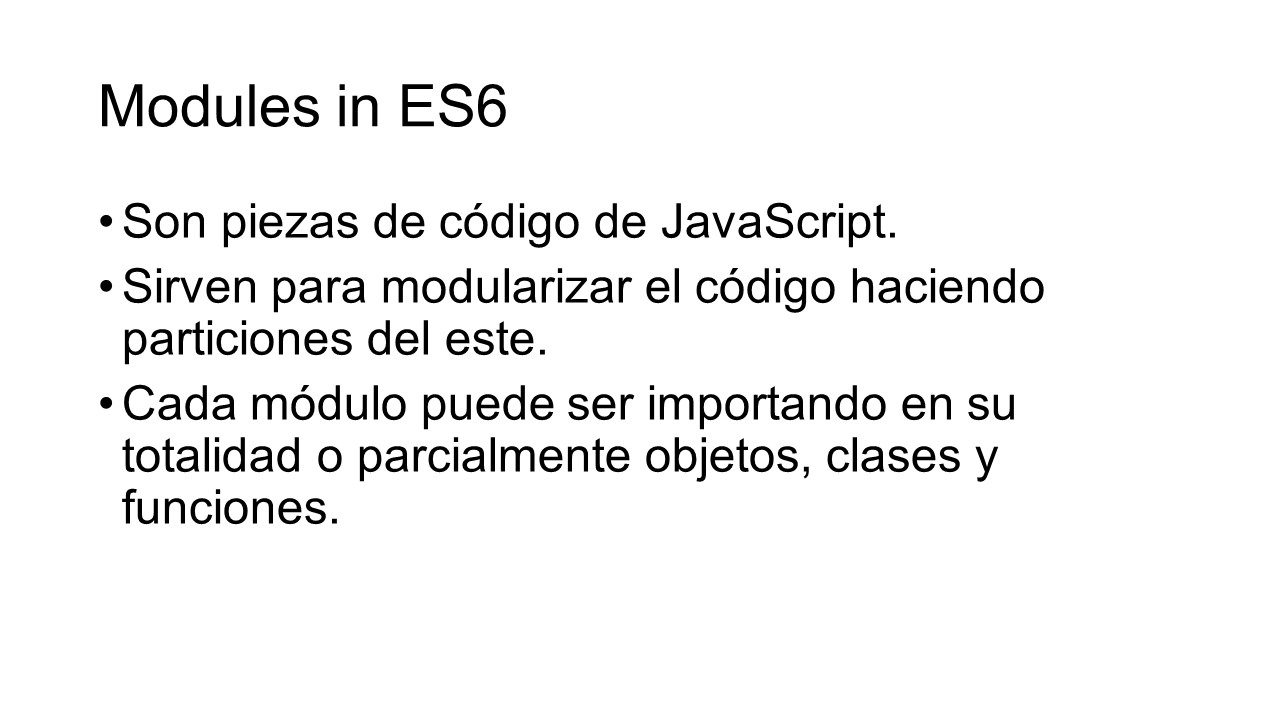 Modules in ES6
• Son piezas de código de JavaScript.
• Sirven para modularizar el código haciendo
particiones del este.
• Cada módulo puede ser importando en su
totalidad o parcialmente objetos, clases y
funciones.